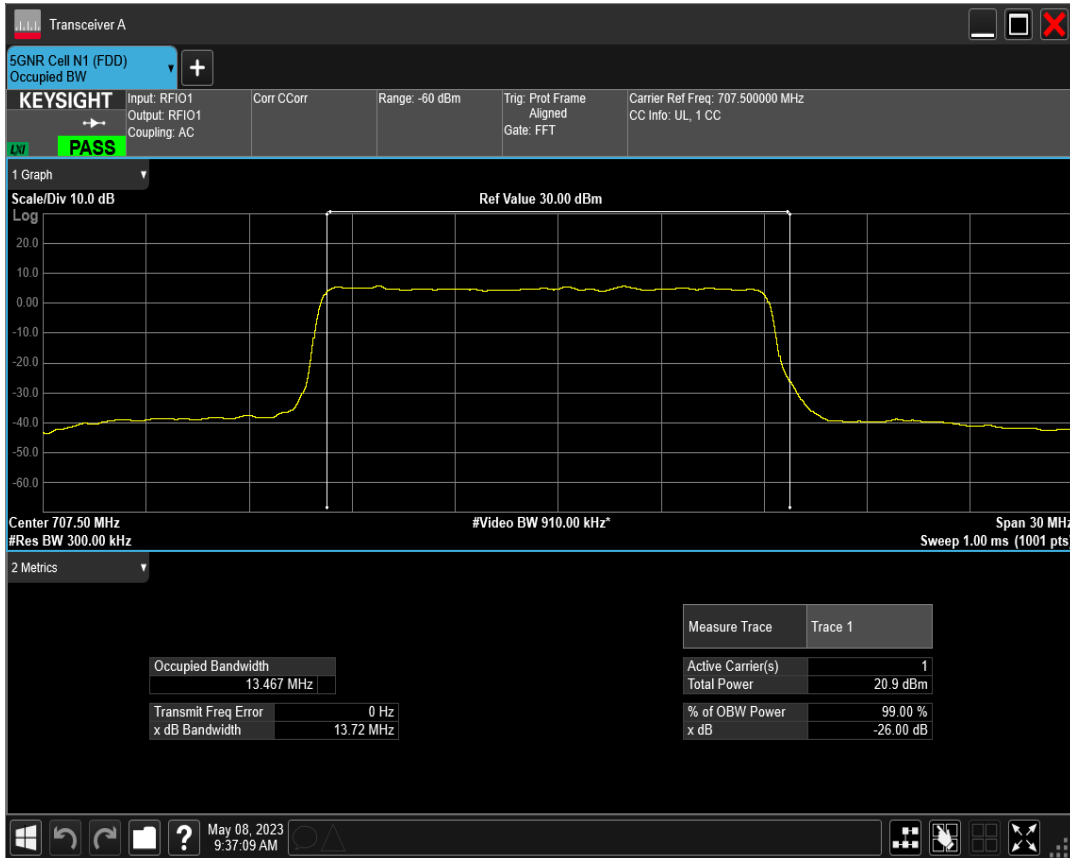 Transceiver A
5GNR Cell N1 (FDD)
Occupied BW
+
KEYSIGHT
LXI
PASS
Input: RFIO1
Output: RFIO1
Coupling: AC
Corr CCorr
Range: -60 dBm
Trig: Prot Frame
Aligned
Gate: FFT
Carrier Ref Freq: 707.500000 MHz
CC Info: UL, 1 CC
1 Graph
Scale/Div 10.0 dB
Ref Value 30.00 dBm
Log
20.0
10.0
0.00
-10.0
-20.0
-30.0
-40.0
-50.0
-60.0
Center 707.50 MHz
#Video BW 910.00 kHz*
Span 30 MHz
#Res BW 300.00 kHz
Sweep 1.00 ms (1001 pts)
2 Metrics
Measure Trace Trace 1
Occupied Bandwidth
13.467 MHz
Active Carrier(s) 1
Total Power 20.9 dBm
Transmit Freq Error 0 Hz
x dB Bandwidth 13.72 MHz
% of OBW Power 99.00 %
x dB -26.00 dB
?
May 08, 2023
9:37:09 AM